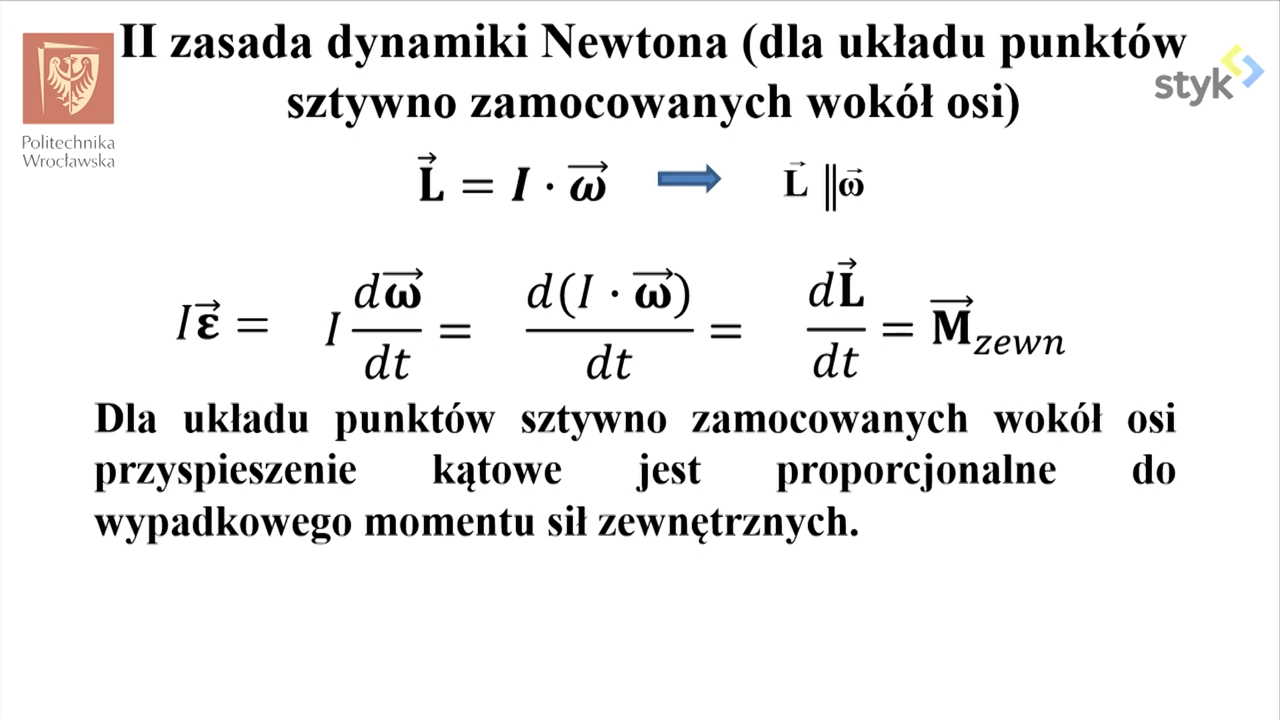 II zasada dynamiki Newtona (dla układu punktów
sztywno zamocowanych wokół osi)
styk
Politechnika
Wrocławska
L⃗ = I · ω⃗ L⃗ ∥ ω⃗
Iε⃗ = I dω⃗/dt = d(I · ω⃗)/dt = dL⃗/dt = M⃗zewn
Dla układu punktów sztywno zamocowanych wokół osi
przyspieszenie kątowe jest proporcjonalne do
wypadkowego momentu sił zewnętrznych.